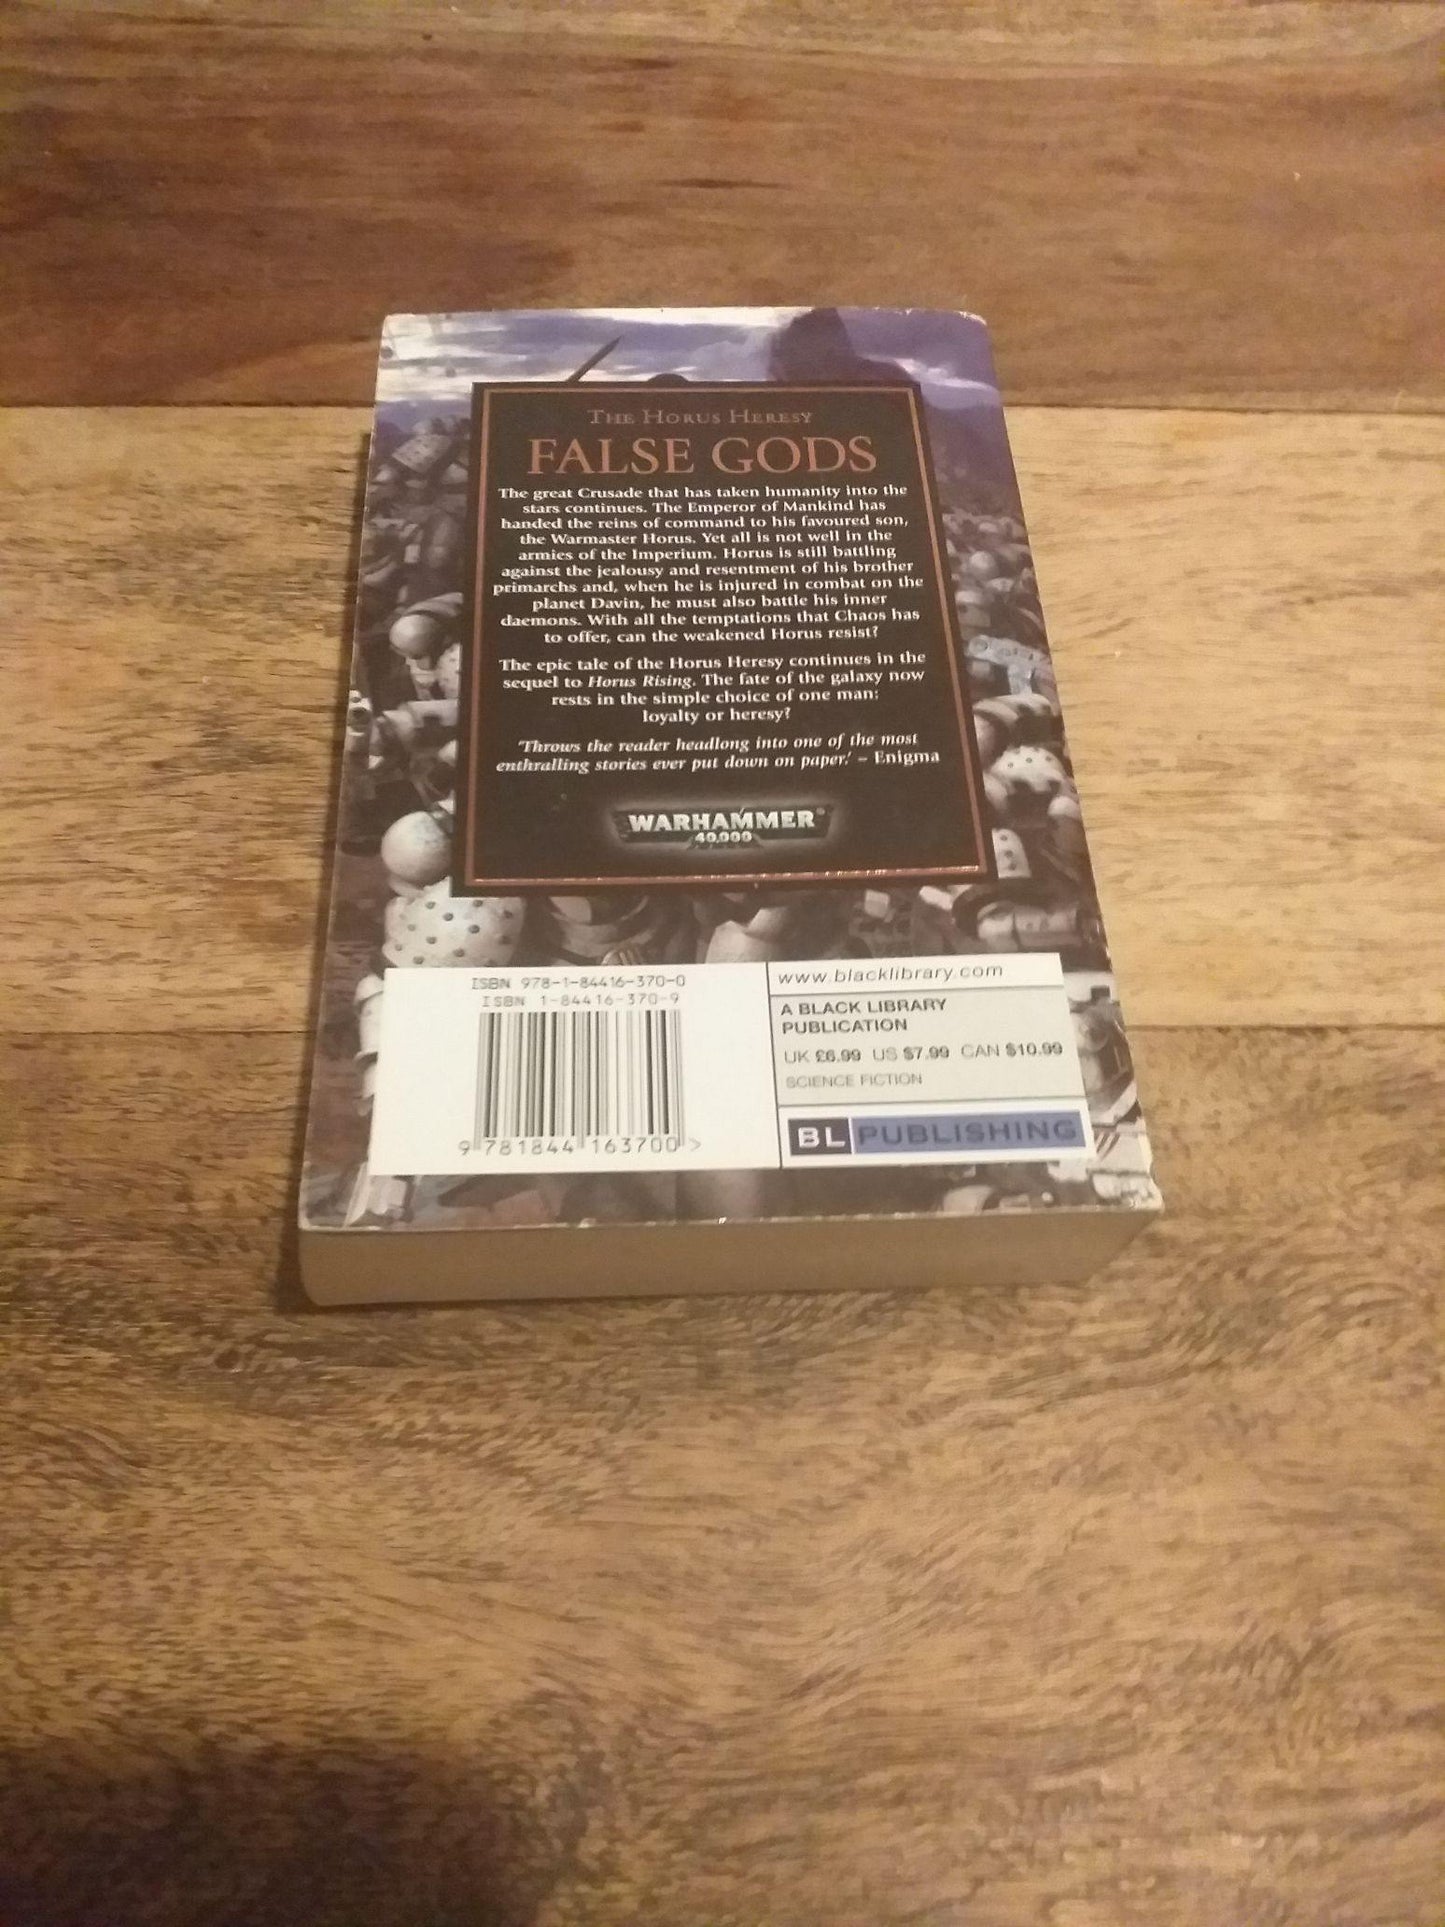 THE HORUS HERESY
FALSE GODS
The great Crusade that has taken humanity into the
stars continues. The Emperor of Mankind has
handed the reins of command to his favoured son,
the Warmaster Horus. Yet all is not well in the
armies of the Imperium. Horus is still battling
against the jealousy and resentment of his brother
primarchs and, when he is injured in combat on the
planet Davin, he must also battle his inner
daemons. With all the temptations that Chaos has
to offer, can the weakened Horus resist?
The epic tale of the Horus Heresy continues in the
sequel to Horus Rising. The fate of the galaxy now
rests in the simple choice of one man:
loyalty or heresy?
'Throws the reader headlong into one of the most
enthralling stories ever put down on paper.' – Enigma
WARHAMMER®
40,000
ISBN 978-1-84416-370-0
ISBN 1-84416-370-9
9 781844 163700 >
www.blacklibrary.com
A BLACK LIBRARY
PUBLICATION
UK £6.99 US $7.99 CAN $10.99
SCIENCE FICTION
BL PUBLISHING